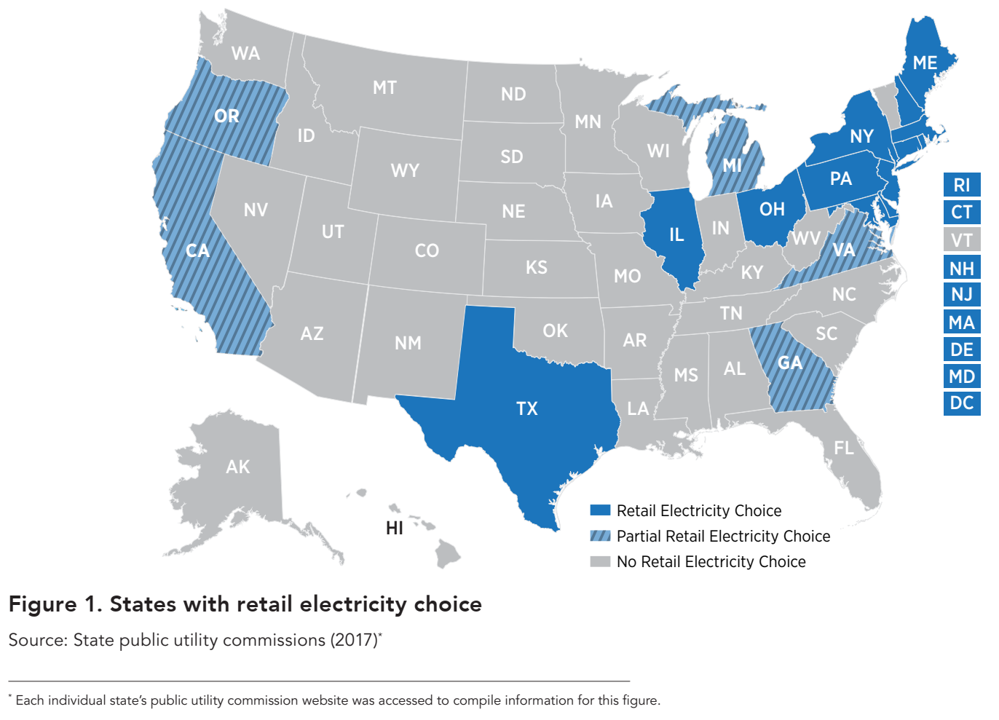 WA
MT
ND
MN
ME
OR
ID
SD
WI
MI
NY
WY
PA
RI
NV
UT
NE
IA
IL
IN
OH
CT
CA
CO
KS
MO
KY
WV
VA
VT
NH
NJ
AZ
NM
OK
AR
TN
NC
MA
SC
DE
TX
LA
MS
AL
GA
MD
DC
FL
AK
HI
Retail Electricity Choice
Partial Retail Electricity Choice
No Retail Electricity Choice
Figure 1. States with retail electricity choice
Source: State public utility commissions (2017)*
* Each individual state's public utility commission website was accessed to compile information for this figure.